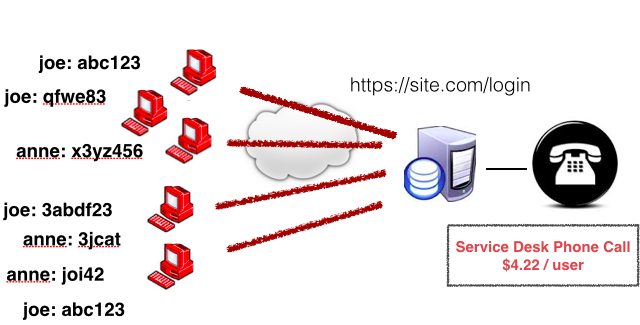 joe: abc123
https://site.com/login
joe: qfwe83
anne: x3yz456
joe: 3abdf23
anne: 3jcat
Service Desk Phone Call
$4.22 / user
anne: joi42
joe: abc123